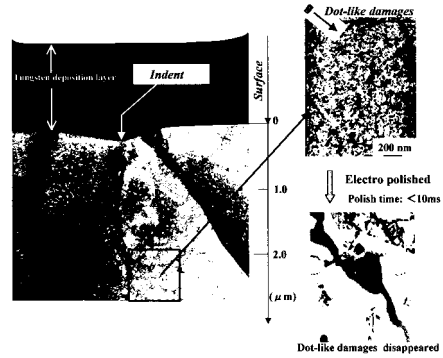 Dot-like damages
Tungsten deposition layer
Indent
Surface
0
200 nm
1.0
Electro polished
Polish time: <10ms
2.0
(μm)
Dot-like damages disappeared